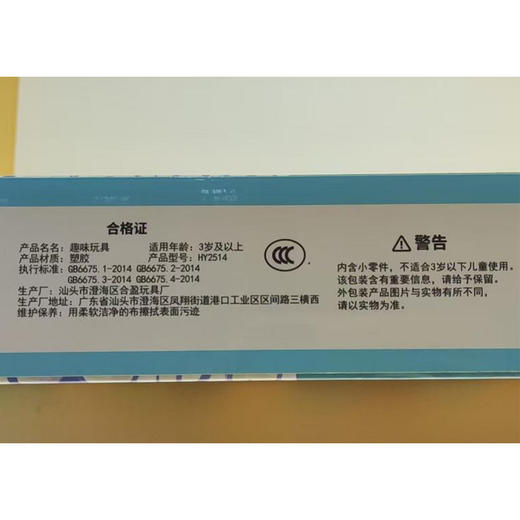 合格证
产品名名：趣味玩具 适用年龄：3岁及以上
产品材质：塑胶 产品型号：HY2514
执行标准：GB6675.1-2014 GB6675.2-2014
GB6675.3-2014 GB6675.4-2014
生产厂：汕头市澄海区合盈玩具厂
生产厂地址：广东省汕头市澄海区凤翔街道港口工业区区间路三横西
维护保养：用柔软洁净的布擦拭表面污迹
CCC
警告
内含小零件，不适合3岁以下儿童使用。
该包装含有重要信息，请给予保留。
外包装产品图片与实物可能有异，
请以实物为准。